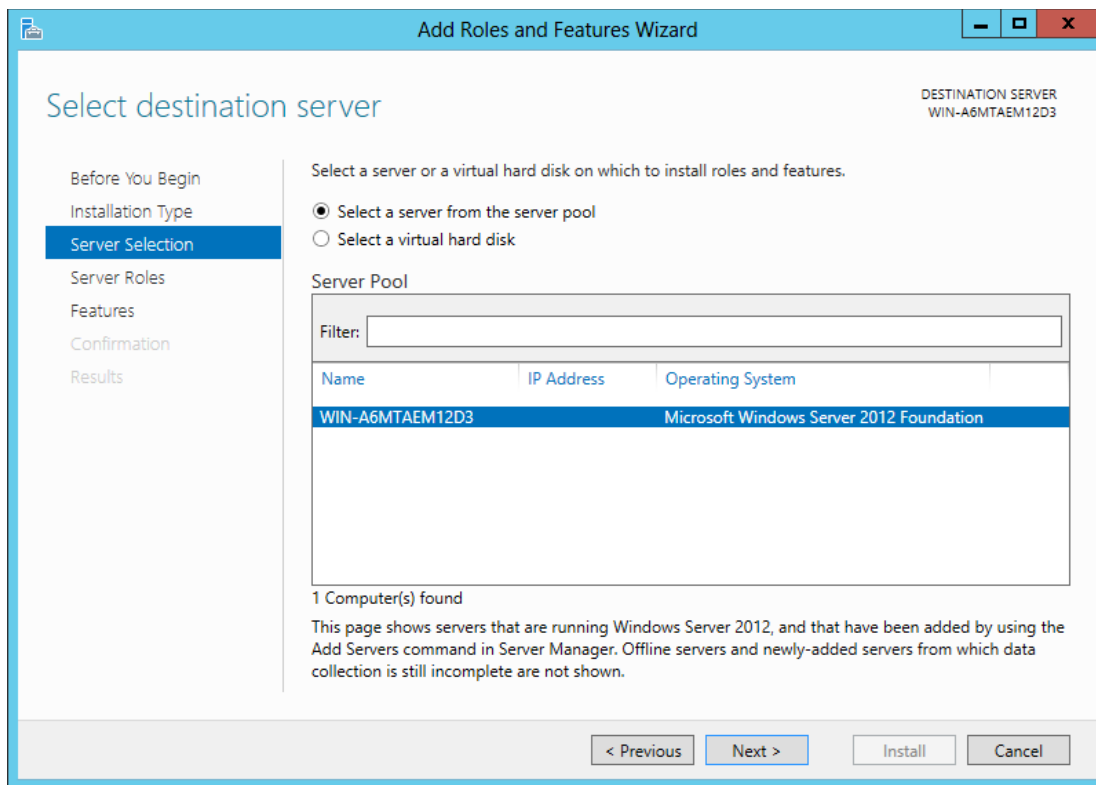 Add Roles and Features Wizard
Select destination server
DESTINATION SERVER
WIN-A6MTAEM12D3
Before You Begin
Installation Type
Server Selection
Server Roles
Features
Confirmation
Results
Select a server or a virtual hard disk on which to install roles and features.
Select a server from the server pool
Select a virtual hard disk
Server Pool
Filter:
Name IP Address Operating System
WIN-A6MTAEM12D3 Microsoft Windows Server 2012 Foundation
1 Computer(s) found
This page shows servers that are running Windows Server 2012, and that have been added by using the
Add Servers command in Server Manager. Offline servers and newly-added servers from which data
collection is still incomplete are not shown.
< Previous Next > Install Cancel